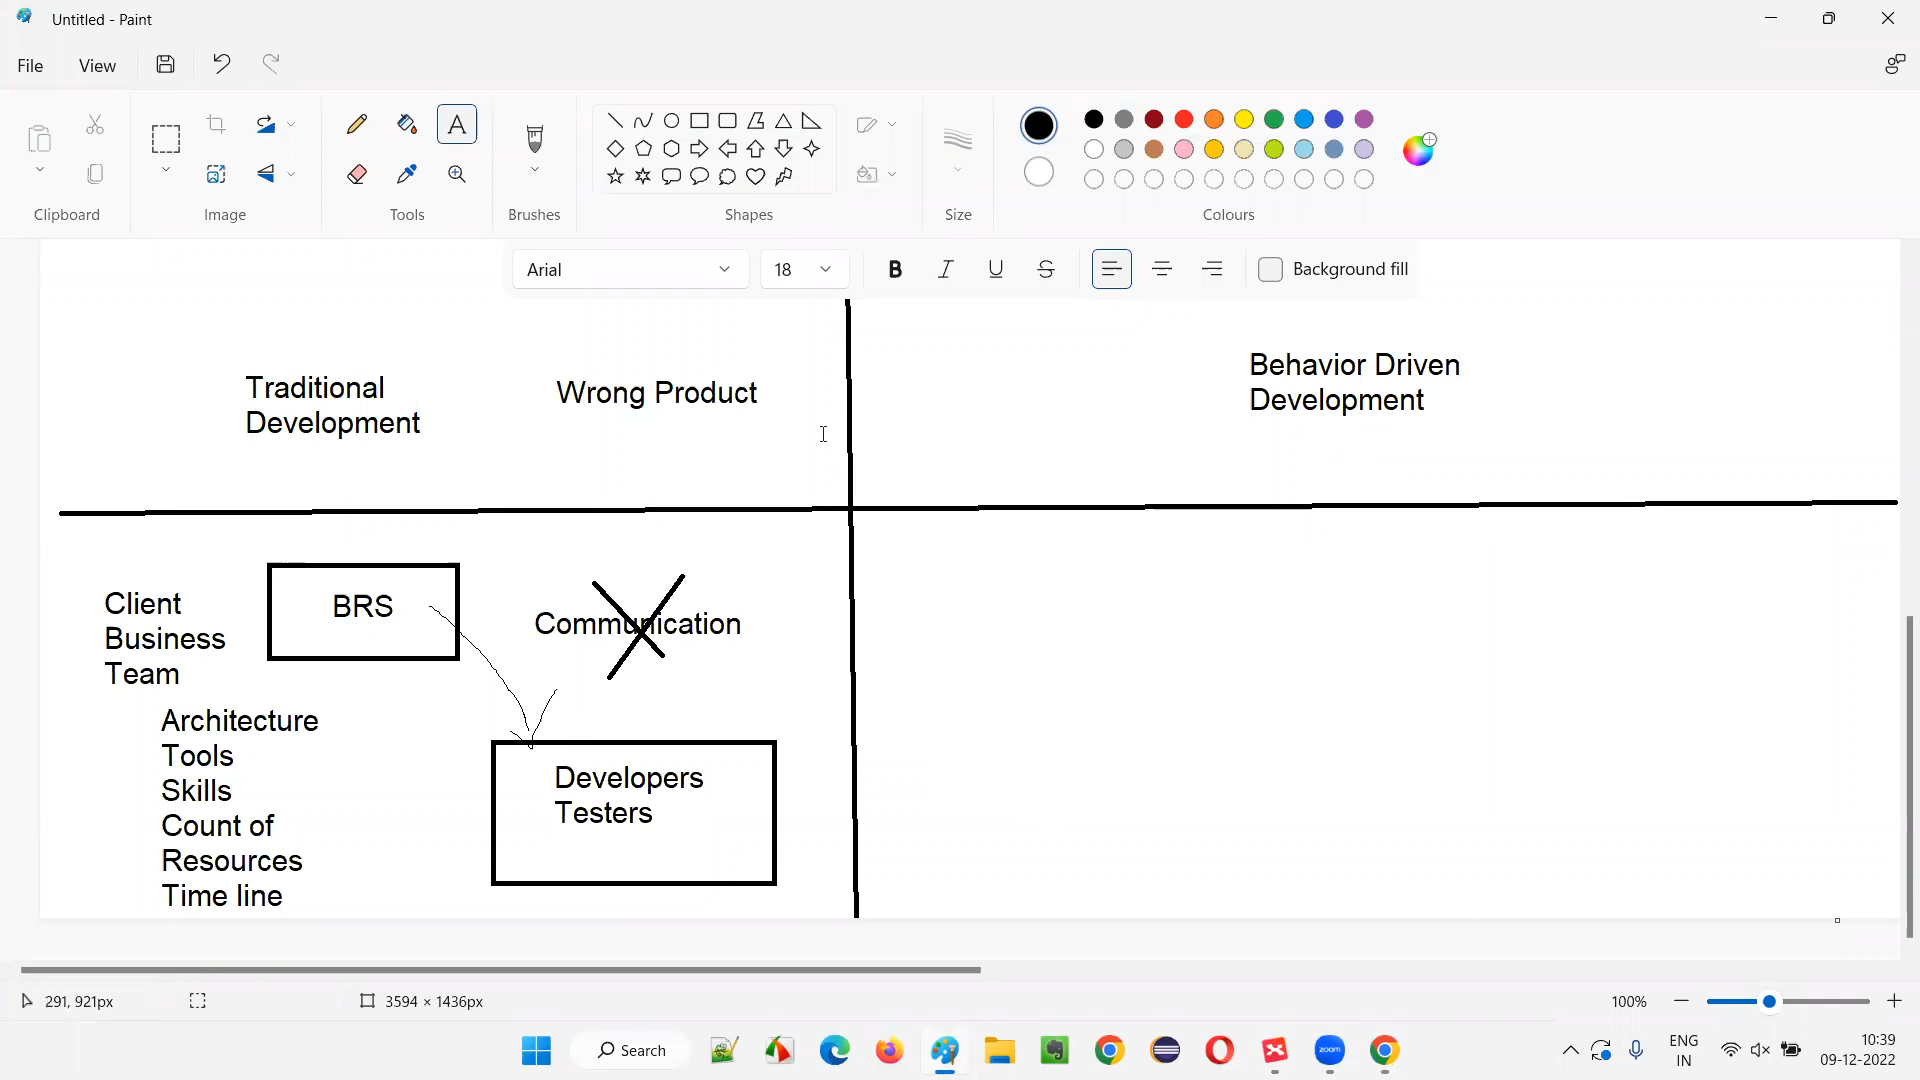 Untitled - Paint
File
View
Clipboard
Image
Tools
Brushes
Shapes
Size
Colours
Arial
18
B
I
U
S
Background fill
Traditional
Development
Wrong Product
Behavior Driven
Development
Client
Business
Team
BRS
Communication
Architecture
Tools
Skills
Count of
Resources
Time line
Developers
Testers
291, 921px
3594 × 1436px
100%
Search
zoom
ENG
IN
10:39
09-12-2022